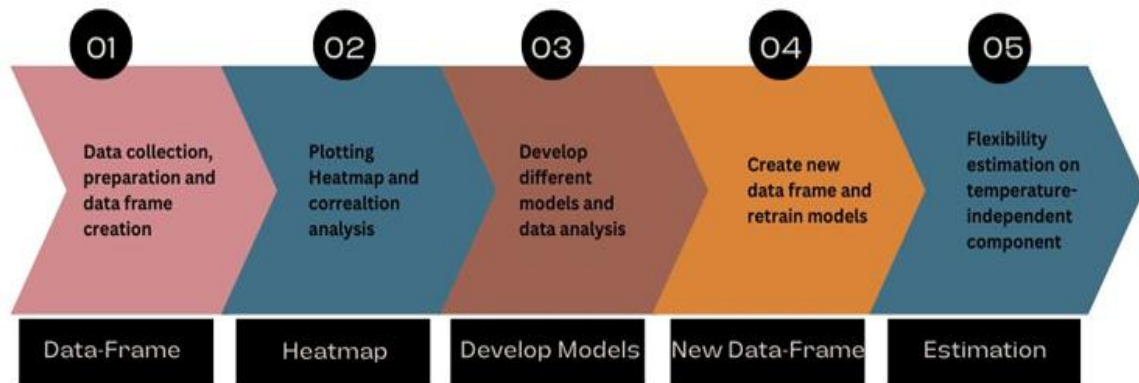 01
02
03
04
05
Data collection,
preparation and
data frame
creation
Plotting
Heatmap and
correaltion
analysis
Develop
different
models and
data analysis
Create new
data frame and
retrain models
Flexibility
estimation on
temperature-
independent
component
Data-Frame
Heatmap
Develop Models
New Data-Frame
Estimation